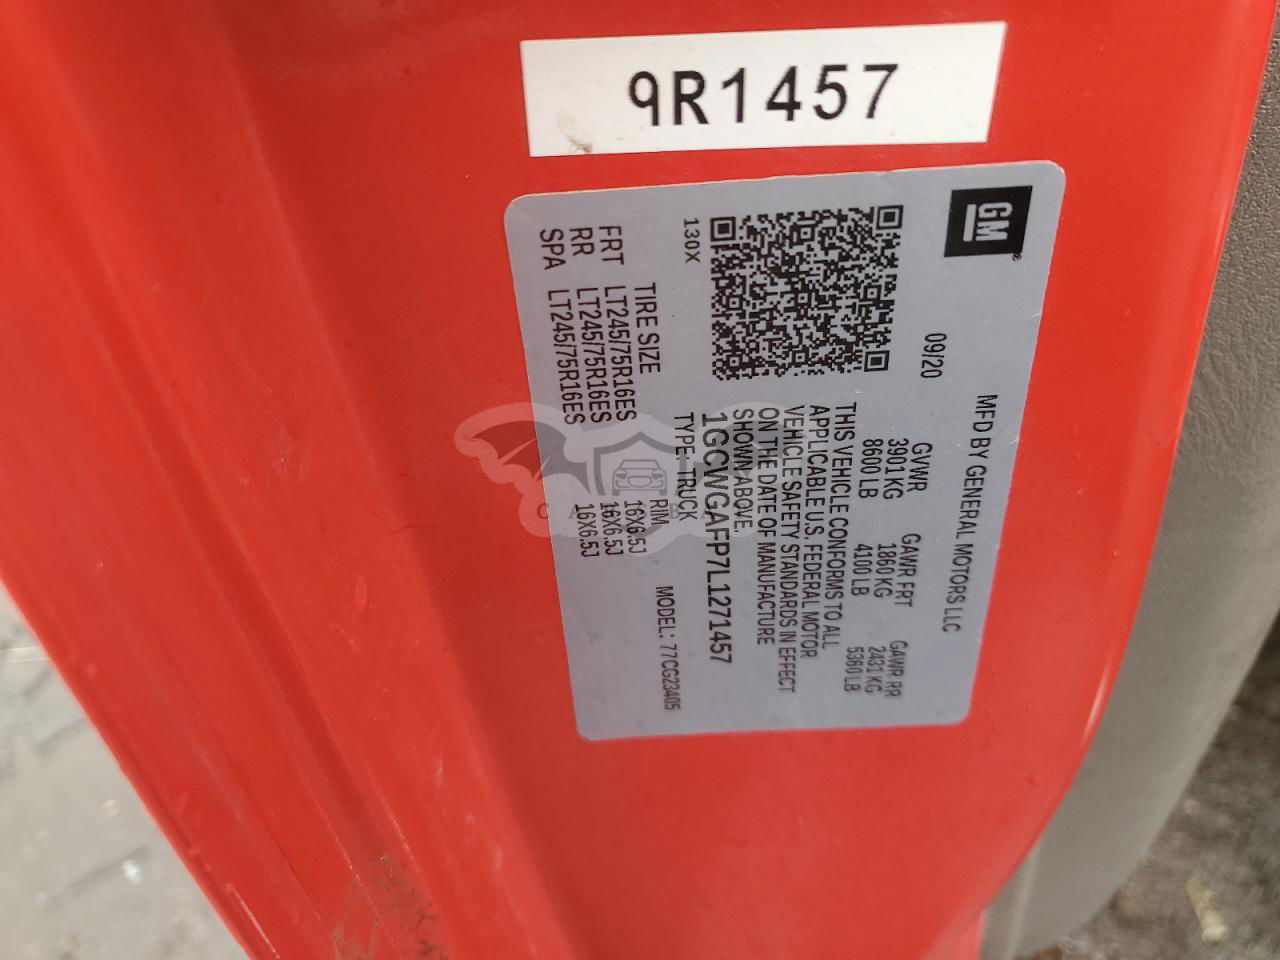 9R1457
GM
MFD BY GENERAL MOTORS LLC
09/20
GVWR GAWR FRT GAWR RR
3901 KG 1860 KG 2431 KG
8600 LB 4100 LB 5360 LB
THIS VEHICLE CONFORMS TO ALL
APPLICABLE U.S. FEDERAL MOTOR
VEHICLE SAFETY STANDARDS IN EFFECT
ON THE DATE OF MANUFACTURE
SHOWN ABOVE.
130X
1GCWGAFP7L1271457
TYPE: TRUCK MODEL: 77CG23405
TIRE SIZE RIM
FRT LT245/75R16ES 16X6.5J
RR LT245/75R16ES 16X6.5J
SPA LT245/75R16ES 16X6.5J